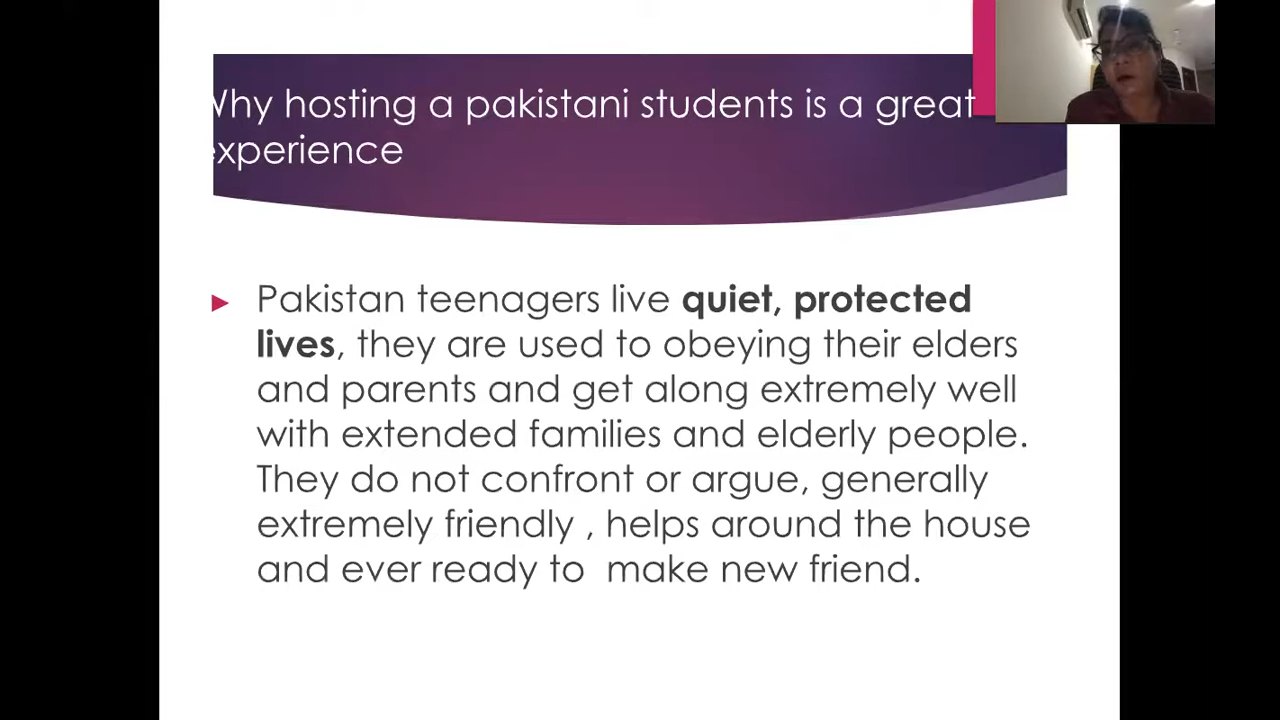 Why hosting a pakistani students is a great
experience
Pakistan teenagers live quiet, protected
lives, they are used to obeying their elders
and parents and get along extremely well
with extended families and elderly people.
They do not confront or argue, generally
extremely friendly , helps around the house
and ever ready to  make new friend.